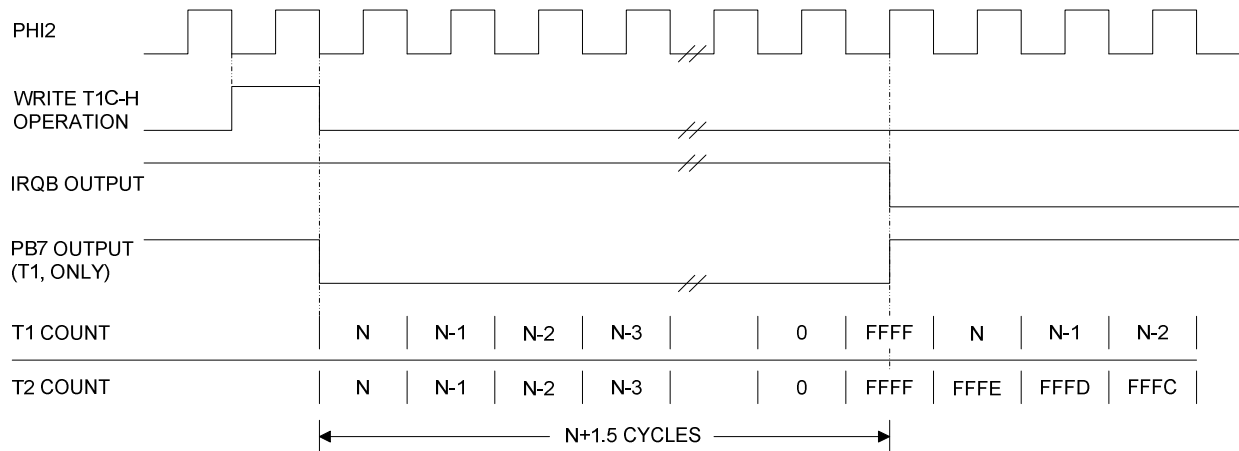 PHI2
WRITE T1C-H
OPERATION
IRQB OUTPUT
PB7 OUTPUT
(T1, ONLY)
T1 COUNT N N-1 N-2 N-3 0 FFFF N N-1 N-2
T2 COUNT N N-1 N-2 N-3 0 FFFF FFFE FFFD FFFC
N+1.5 CYCLES